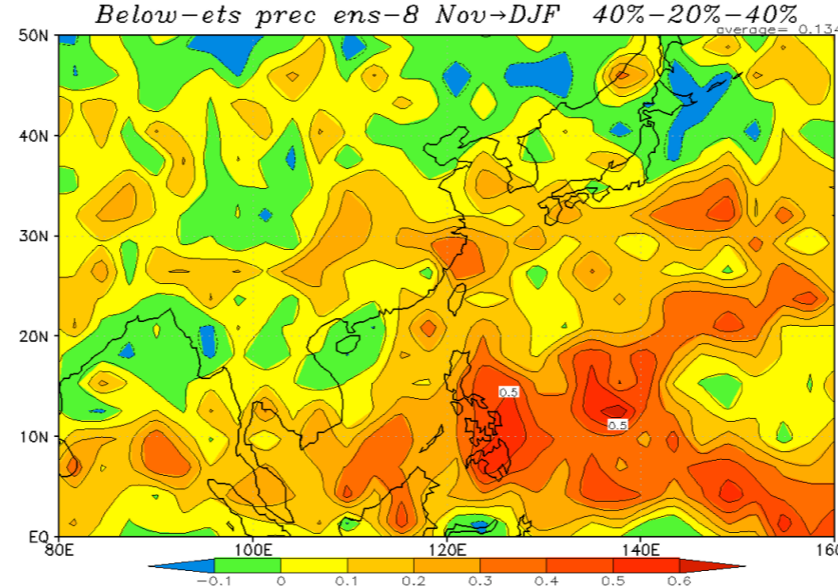 Below-ets prec ens-8 Nov→DJF 40%-20%-40%
average= 0.134
50N
40N
30N
20N
10N
EQ
0.5
0.5
80E 100E 120E 140E 160
-0.1 0 0.1 0.2 0.3 0.4 0.5 0.6